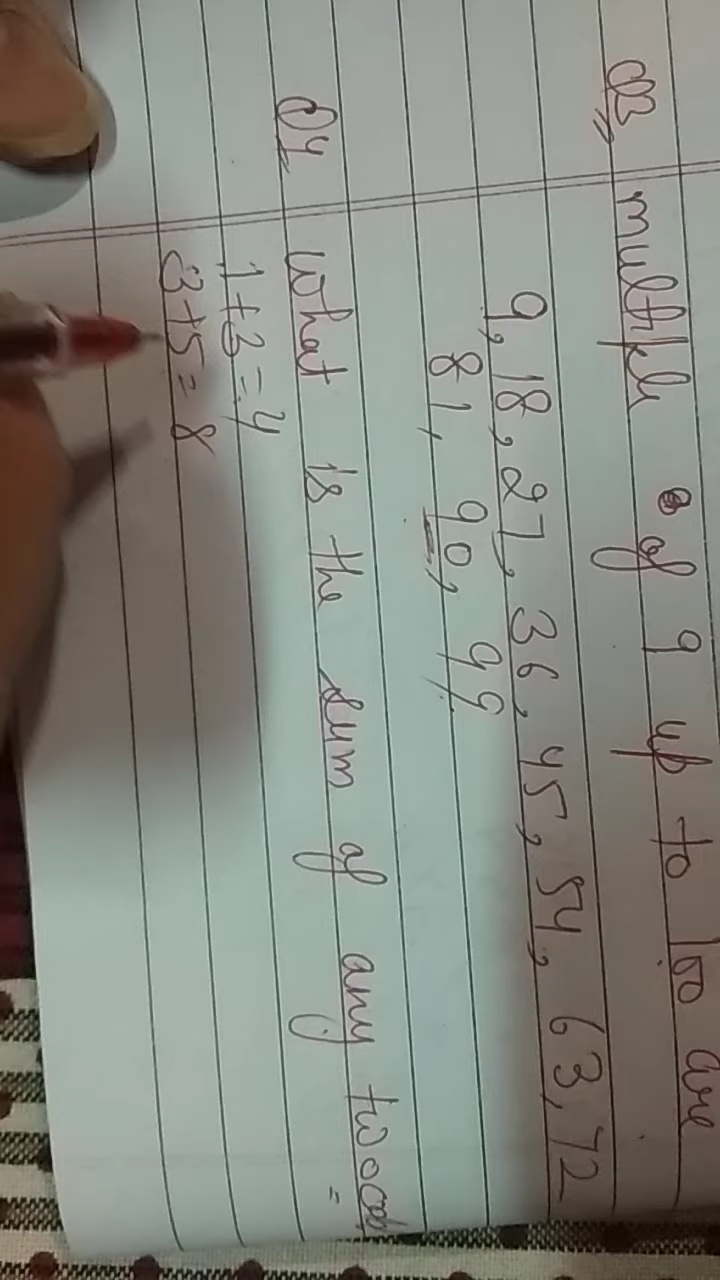 Q3, multiple of 9 up to 100 are
9, 18, 27, 36, 45, 54, 63, 72
81, 90, 99
Q4, what is the sum of any two odd
1+3=4
3+5=8